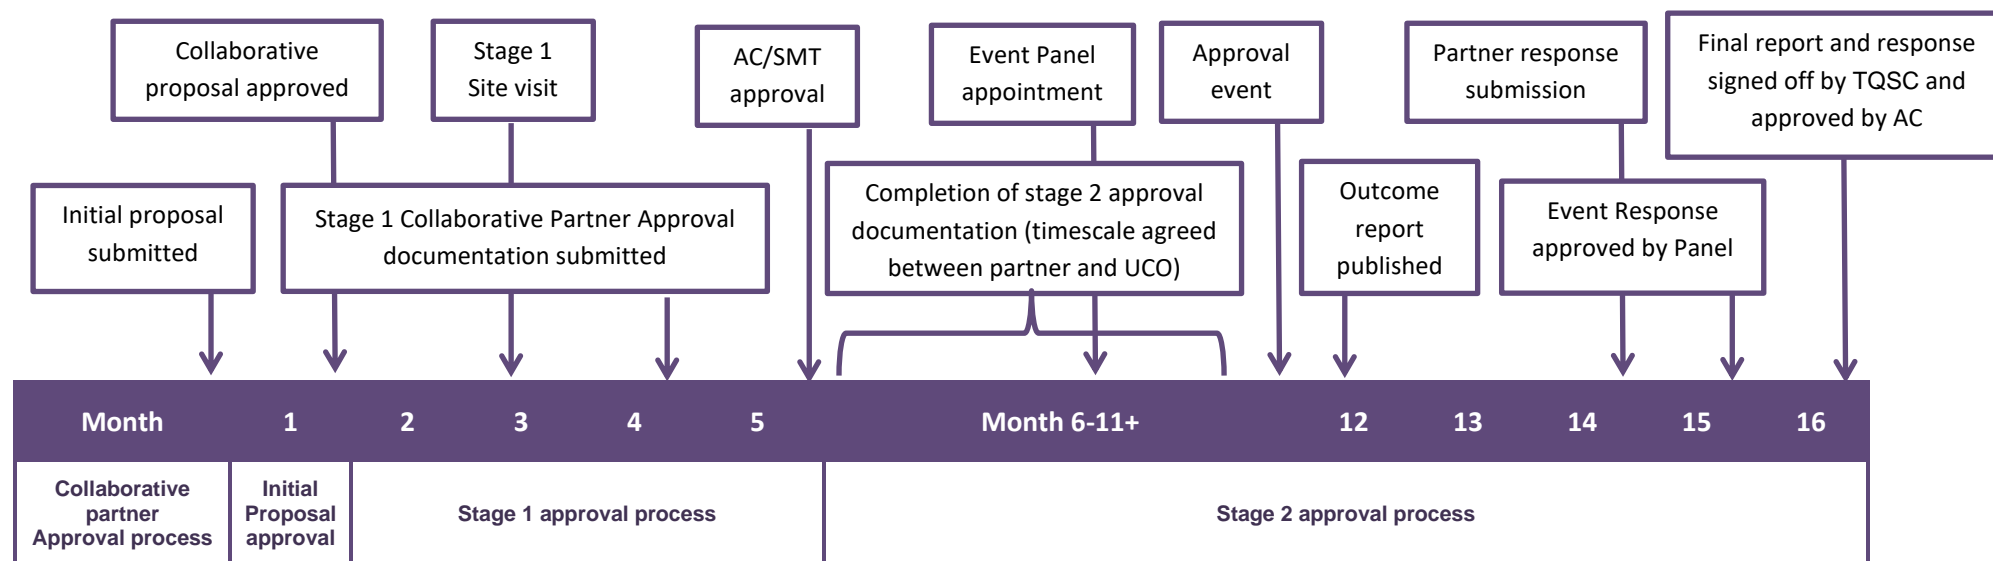 Collaborative
proposal approved
Stage 1
Site visit
AC/SMT
approval
Event Panel
appointment
Approval
event
Partner response
submission
Final report and response
signed off by TQSC and
approved by AC
Initial proposal
submitted
Stage 1 Collaborative Partner Approval
documentation submitted
Completion of stage 2 approval
documentation (timescale agreed
between partner and UCO)
Outcome
report
published
Event Response
approved by Panel
Month 1 2 3 4 5 Month 6-11+ 12 13 14 15 16
Collaborative
partner
Approval process
Initial
Proposal
approval
Stage 1 approval process
Stage 2 approval process